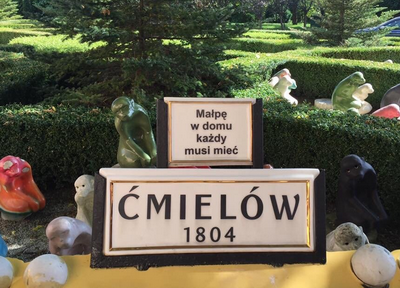 Małpę
w domu
każdy
musi mieć
ĆMIELÓW
1804